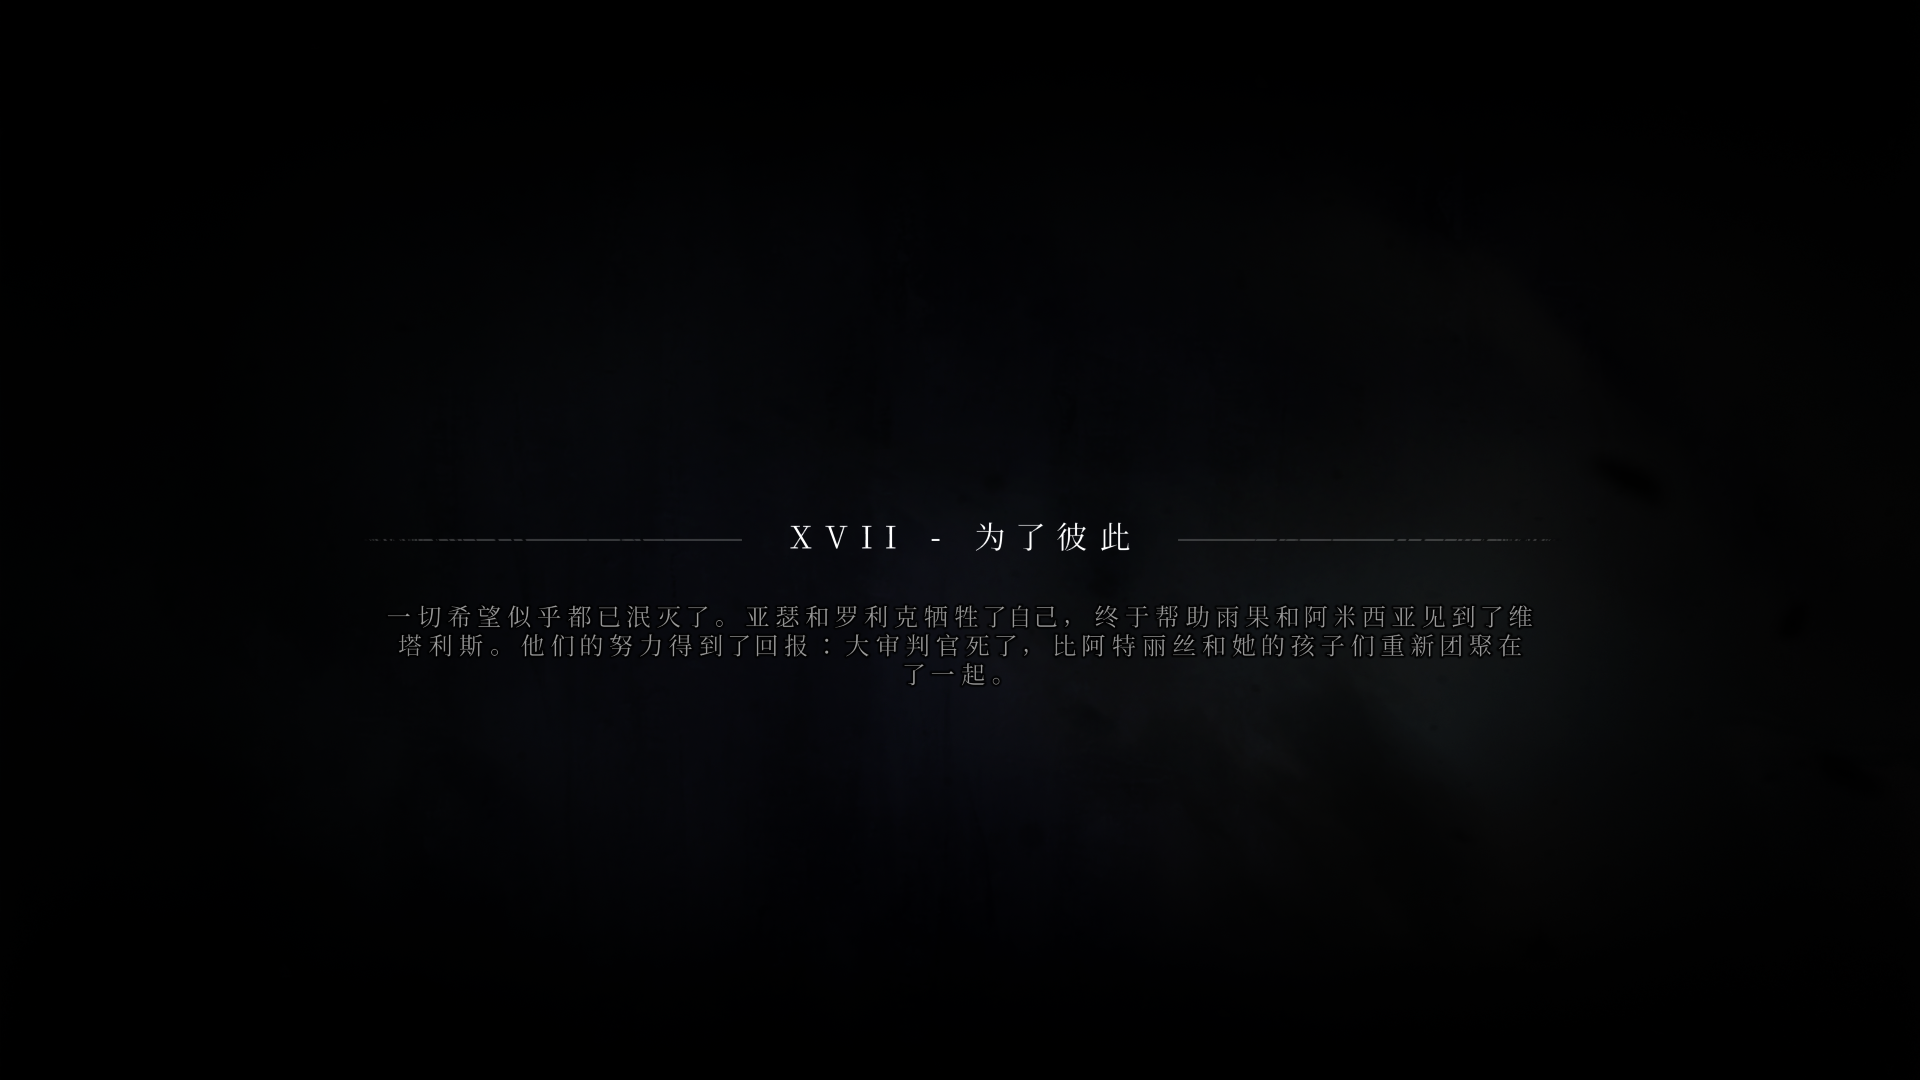 XVII - 为了彼此
一切希望似乎都已泯灭了。亚瑟和罗利克牺牲了自己，终于帮助雨果和阿米西亚见到了维
塔利斯。他们的努力得到了回报：大审判官死了，比阿特丽丝和她的孩子们重新团聚在
了一起。